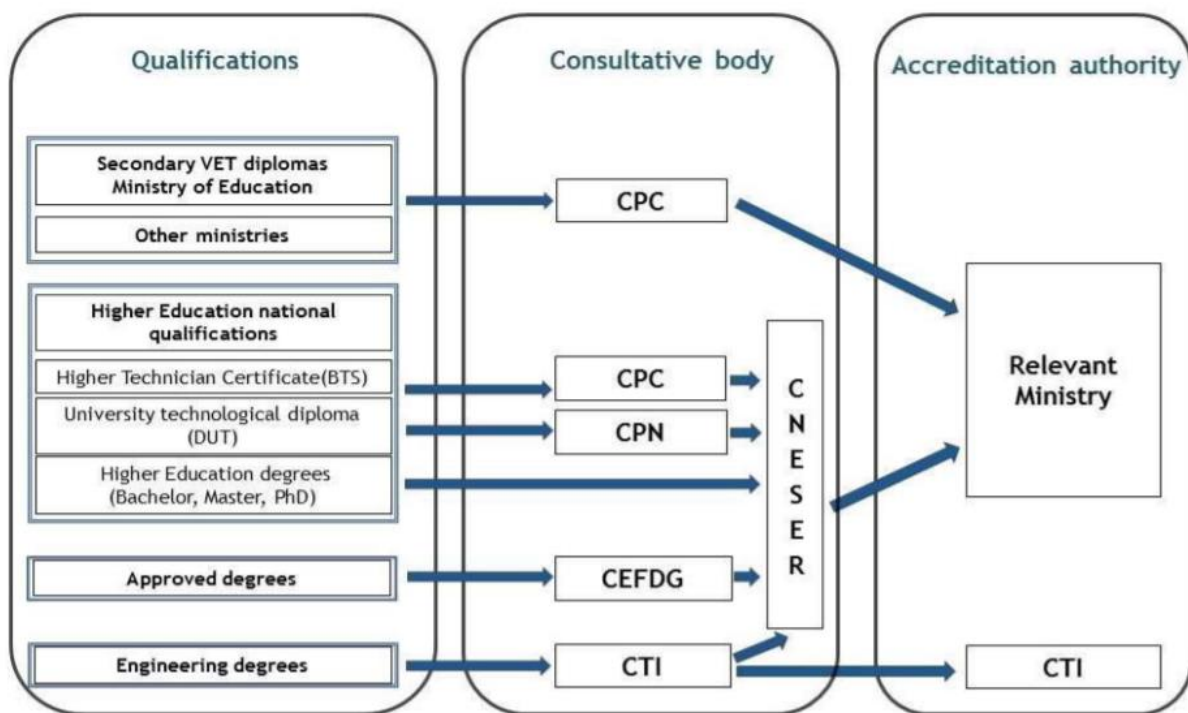 Qualifications
Secondary VET diplomas
Ministry of Education
Other ministries
Higher Education national
qualifications
Higher Technician Certificate(BTS)
University technological diploma
(DUT)
Higher Education degrees
(Bachelor, Master, PhD)
Approved degrees
Engineering degrees
Consultative body
CPC
CPC
CPN
CEFDG
CTI
C
N
E
S
E
R
Accreditation authority
Relevant
Ministry
CTI